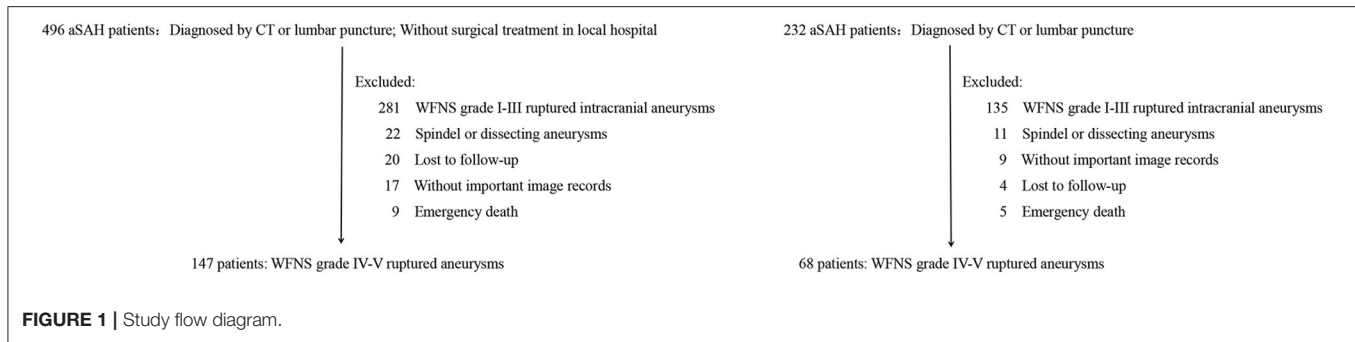 496 aSAH patients：Diagnosed by CT or lumbar puncture; Without surgical treatment in local hospital
Excluded:
281 WFNS grade I-III ruptured intracranial aneurysms
22 Spindel or dissecting aneurysms
20 Lost to follow-up
17 Without important image records
9 Emergency death
147 patients: WFNS grade IV-V ruptured aneurysms
232 aSAH patients：Diagnosed by CT or lumbar puncture
Excluded:
135 WFNS grade I-III ruptured intracranial aneurysms
11 Spindel or dissecting aneurysms
9 Without important image records
4 Lost to follow-up
5 Emergency death
68 patients: WFNS grade IV-V ruptured aneurysms
FIGURE 1 | Study flow diagram.